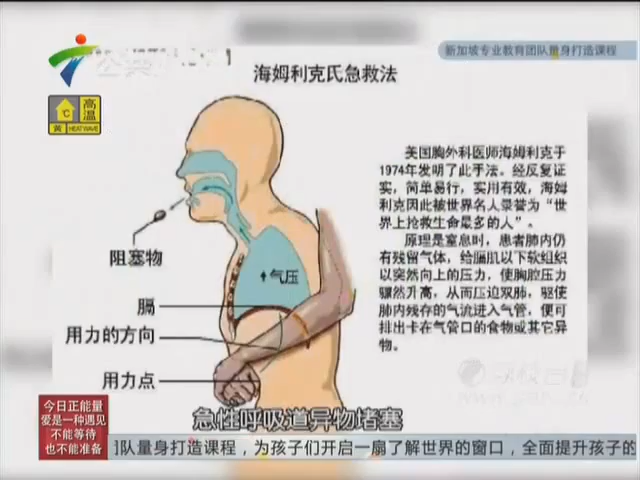 新加坡专业教育团队量身打造课程
海姆利克氏急救法
高温
℃
黄
HEAT WAVE
美国胸外科医师海姆利克于
1974年发明了此手法。经反复证
实，简单易行，实用有效，海姆
利克因此被世界名人录誉为“世
界上抢救生命最多的人”。
原理是窒息时，患者肺内仍
有残留气体，给膈肌以下软组织
以突然向上的压力，使胸腔压力
骤然升高，从而压迫双肺，驱使
肺内残存的气流进入气管，便可
排出卡在气管口的食物或其它异
物。
阻塞物
气压
膈
用力的方向
用力点
急性呼吸道异物堵塞
今日正能量
爱是一种遇见
不能等待
也不能准备
队量身打造课程，为孩子们开启一扇了解世界的窗口，全面提升孩子的